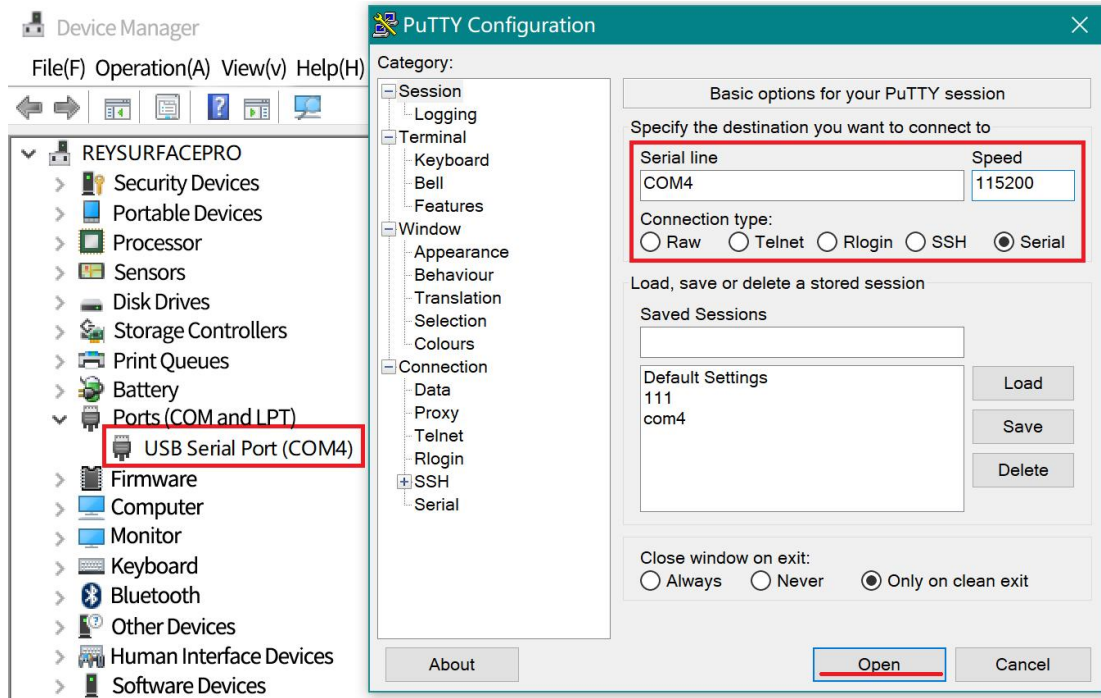 Device Manager
File(F) Operation(A) View(v) Help(H)
REYSURFACEPRO
Security Devices
Portable Devices
Processor
Sensors
Disk Drives
Storage Controllers
Print Queues
Battery
Ports (COM and LPT)
USB Serial Port (COM4)
Firmware
Computer
Monitor
Keyboard
Bluetooth
Other Devices
Human Interface Devices
Software Devices
PuTTY Configuration
Category:
Session
Logging
Terminal
Keyboard
Bell
Features
Window
Appearance
Behaviour
Translation
Selection
Colours
Connection
Data
Proxy
Telnet
Rlogin
SSH
Serial
Basic options for your PuTTY session
Specify the destination you want to connect to
Serial line Speed
COM4 115200
Connection type:
Raw Telnet Rlogin SSH Serial
Load, save or delete a stored session
Saved Sessions
Default Settings
111
com4
Load
Save
Delete
Close window on exit:
Always Never Only on clean exit
About Open Cancel